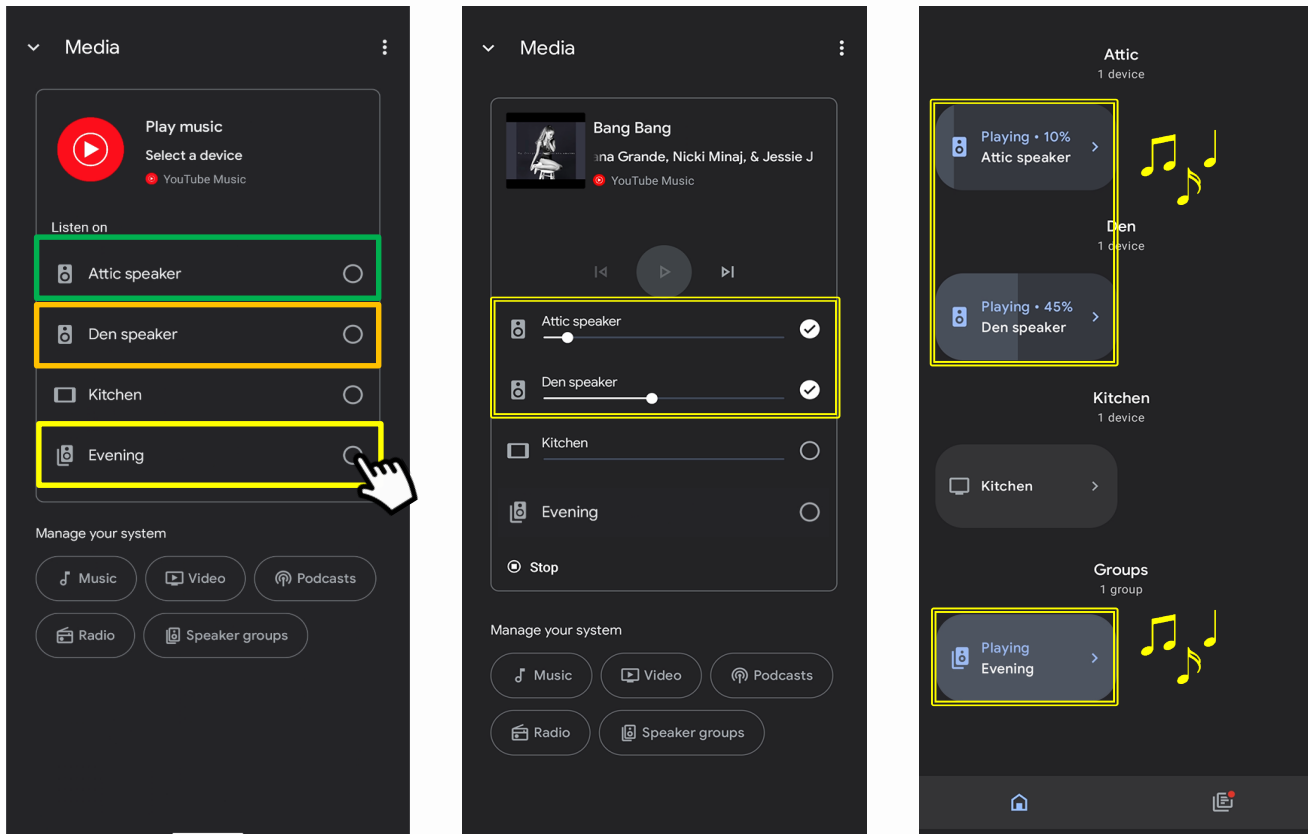 Media
Play music
Select a device
YouTube Music
Listen on
Attic speaker
Den speaker
Kitchen
Evening
Manage your system
Music
Video
Podcasts
Radio
Speaker groups
Media
Bang Bang
na Grande, Nicki Minaj, & Jessie J
YouTube Music
Attic speaker
Den speaker
Kitchen
Evening
Stop
Manage your system
Music
Video
Podcasts
Radio
Speaker groups
Attic
1 device
Playing • 10%
Attic speaker
Den
1 device
Playing • 45%
Den speaker
Kitchen
1 device
Kitchen
Groups
1 group
Playing
Evening